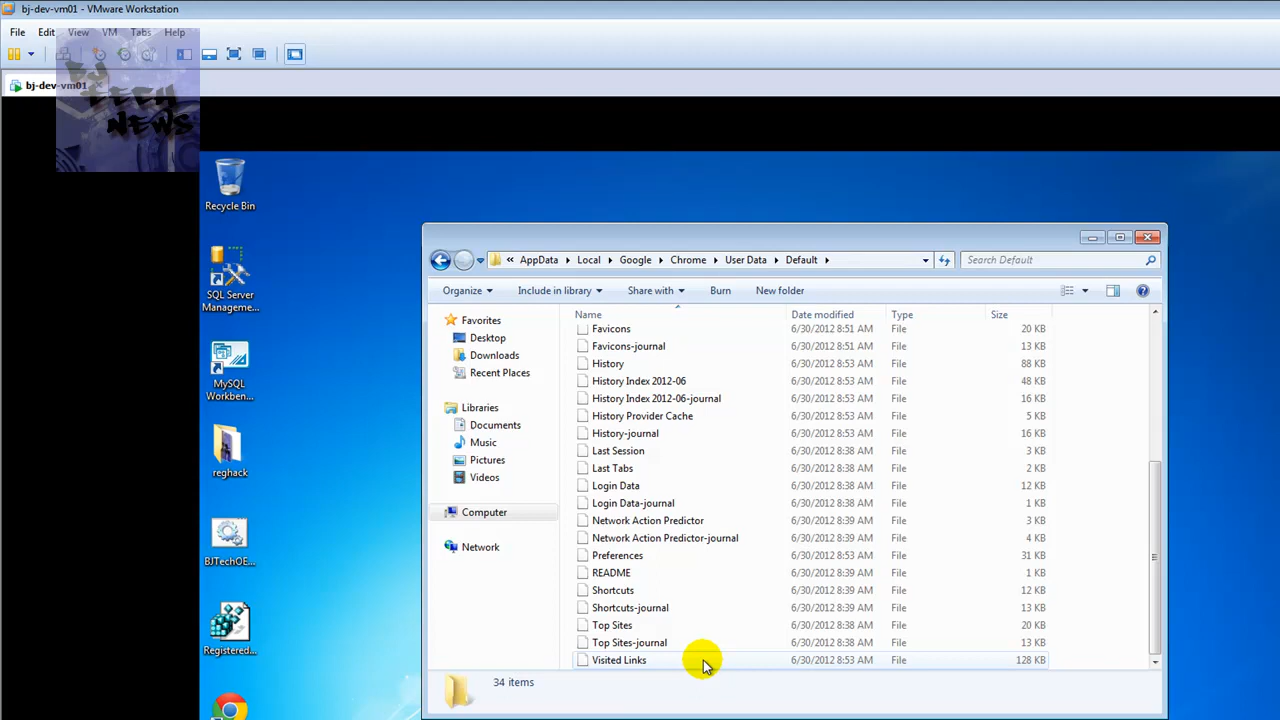 bj-dev-vm01 - VMware Workstation
File Edit View VM Tabs Help
bj-dev-vm01
BJ
TECH
NEWS
Recycle Bin
SQL Server
Manageme...
MySQL
Workben...
reghack
BJTechOE...
Registered...
« AppData Local Google Chrome User Data Default
Search Default
Organize Include in library Share with Burn New folder
Favorites
Desktop
Downloads
Recent Places
Libraries
Documents
Music
Pictures
Videos
Computer
Network
Name Date modified Type Size
Favicons 6/30/2012 8:51 AM File 20 KB
Favicons-journal 6/30/2012 8:51 AM File 13 KB
History 6/30/2012 8:53 AM File 88 KB
History Index 2012-06 6/30/2012 8:53 AM File 48 KB
History Index 2012-06-journal 6/30/2012 8:53 AM File 16 KB
History Provider Cache 6/30/2012 8:53 AM File 5 KB
History-journal 6/30/2012 8:53 AM File 16 KB
Last Session 6/30/2012 8:38 AM File 3 KB
Last Tabs 6/30/2012 8:38 AM File 2 KB
Login Data 6/30/2012 8:38 AM File 12 KB
Login Data-journal 6/30/2012 8:38 AM File 1 KB
Network Action Predictor 6/30/2012 8:39 AM File 3 KB
Network Action Predictor-journal 6/30/2012 8:39 AM File 4 KB
Preferences 6/30/2012 8:53 AM File 31 KB
README 6/30/2012 8:39 AM File 1 KB
Shortcuts 6/30/2012 8:39 AM File 12 KB
Shortcuts-journal 6/30/2012 8:39 AM File 13 KB
Top Sites 6/30/2012 8:38 AM File 20 KB
Top Sites-journal 6/30/2012 8:38 AM File 13 KB
Visited Links 6/30/2012 8:53 AM File 128 KB
34 items